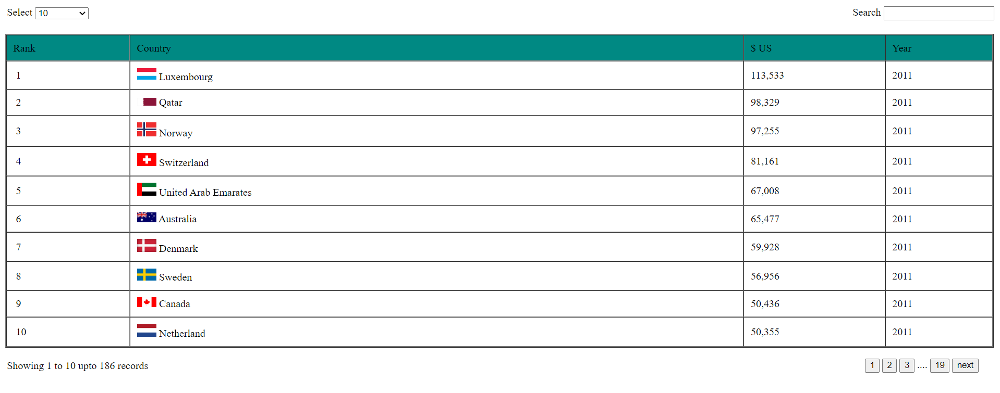 Select 10 Search
Rank Country $ US Year
1 Luxembourg 113,533 2011
2 Qatar 98,329 2011
3 Norway 97,255 2011
4 Switzerland 81,161 2011
5 United Arab Emarates 67,008 2011
6 Australia 65,477 2011
7 Denmark 59,928 2011
8 Sweden 56,956 2011
9 Canada 50,436 2011
10 Netherland 50,355 2011
Showing 1 to 10 upto 186 records 1 2 3 .... 19 next